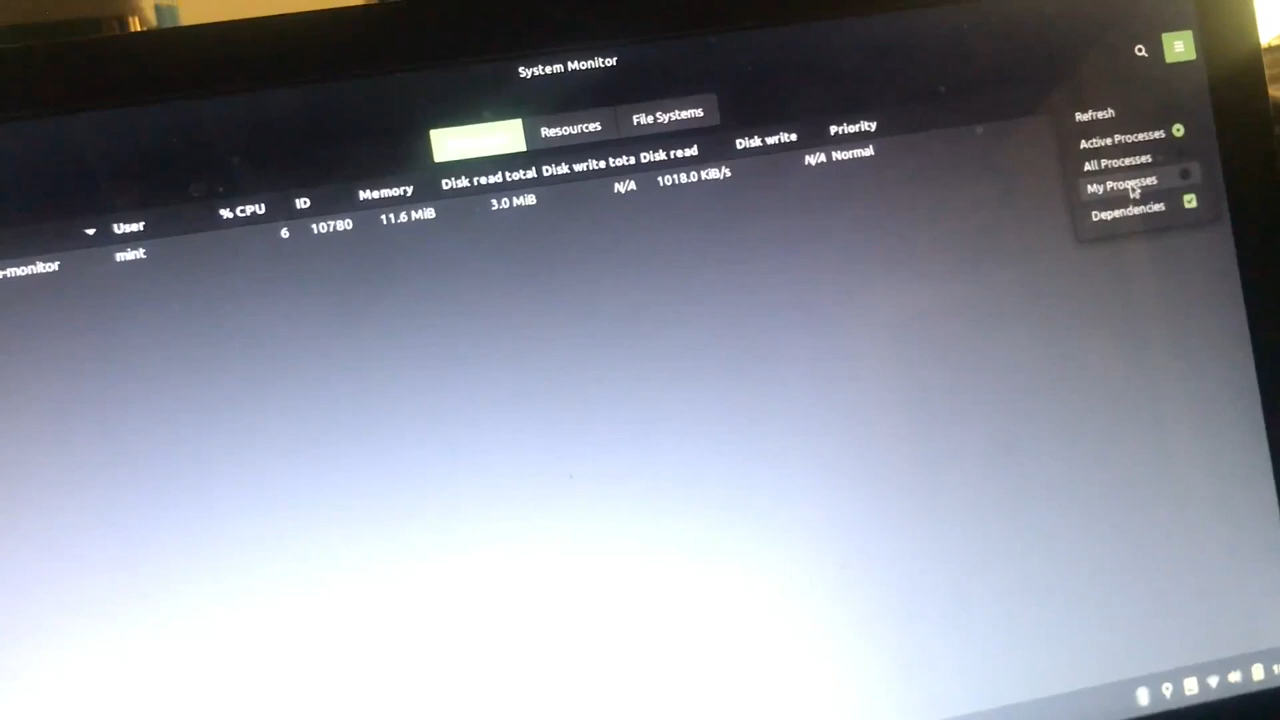 System Monitor
Resources
File Systems
User
% CPU
ID
Memory
Disk read total
Disk write tota
Disk read
Disk write
Priority
-monitor
mint
6
10780
11.6 MiB
3.0 MiB
N/A
1018.0 KiB/s
N/A
Normal
Refresh
Active Processes
All Processes
My Processes
Dependencies